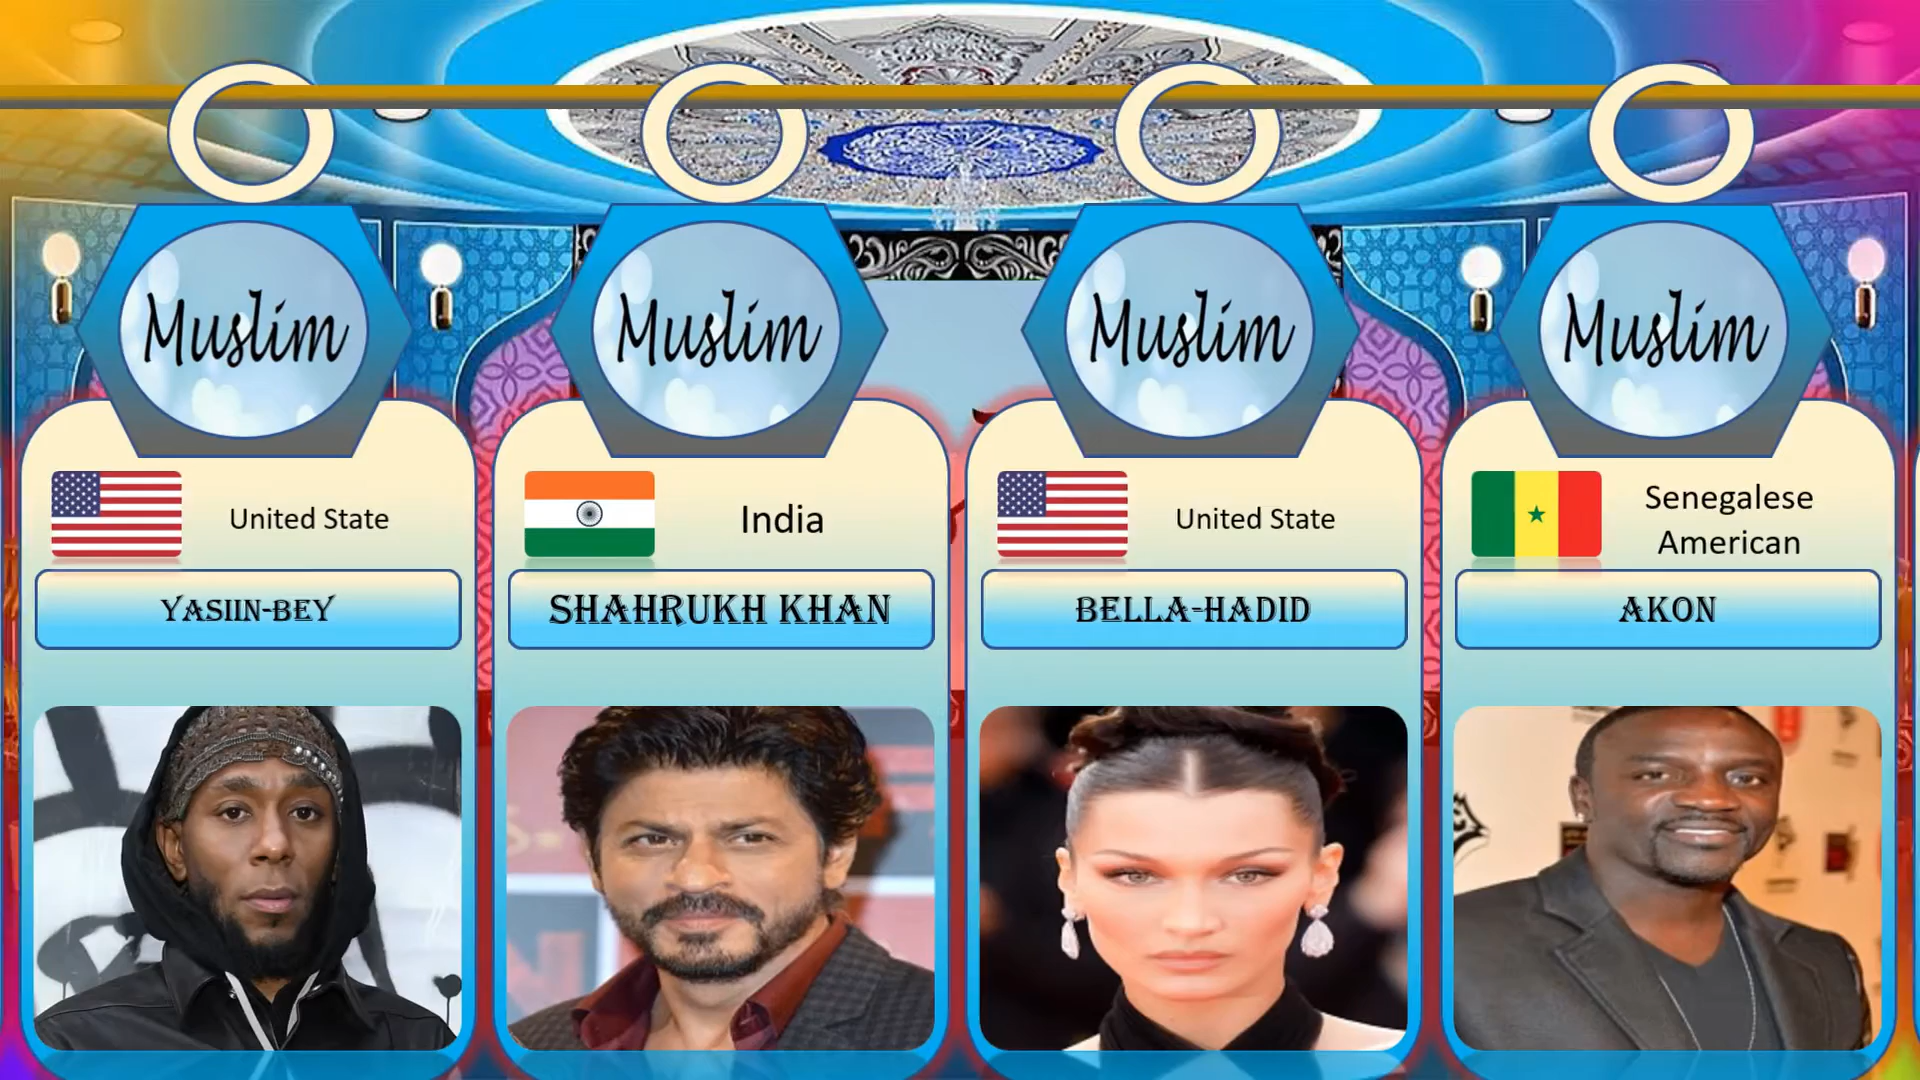 Muslim
Muslim
Muslim
Muslim
United State
India
United State
Senegalese
American
YASIIN-BEY
SHAHRUKH KHAN
BELLA-HADID
AKON